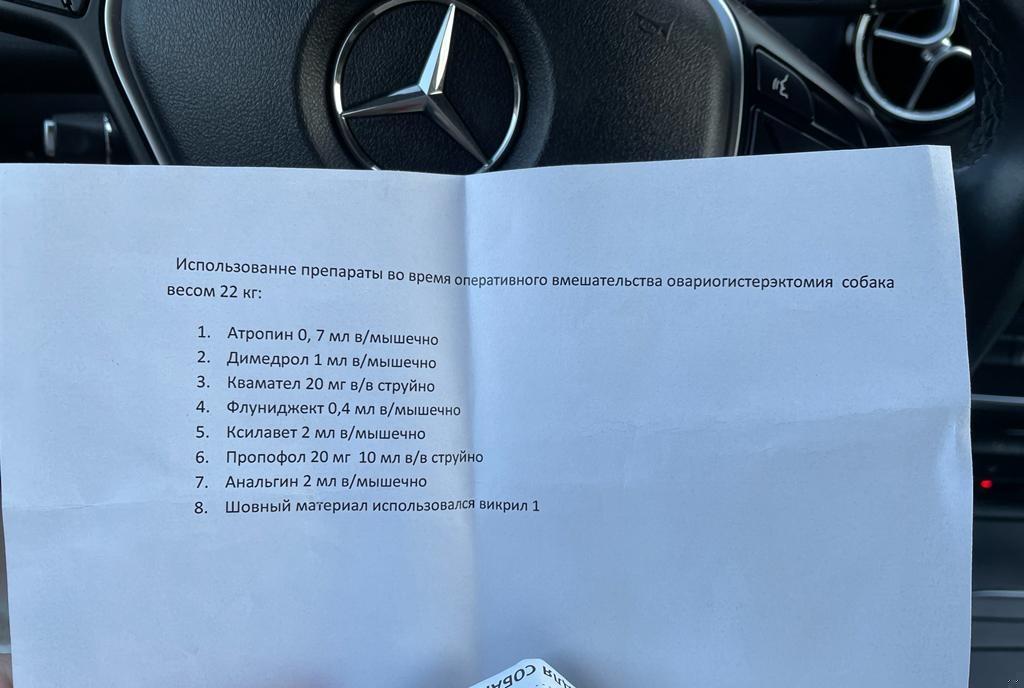 Использованне препараты во время оперативного вмешательства овариогистерэктомия собака
весом 22 кг:
1. Атропин 0, 7 мл в/мышечно
2. Димедрол 1 мл в/мышечно
3. Квамател 20 мг в/в струйно
4. Флуниджект 0,4 мл в/мышечно
5. Ксилавет 2 мл в/мышечно
6. Пропофол 20 мг 10 мл в/в струйно
7. Анальгин 2 мл в/мышечно
8. Шовный материал использовался викрил 1